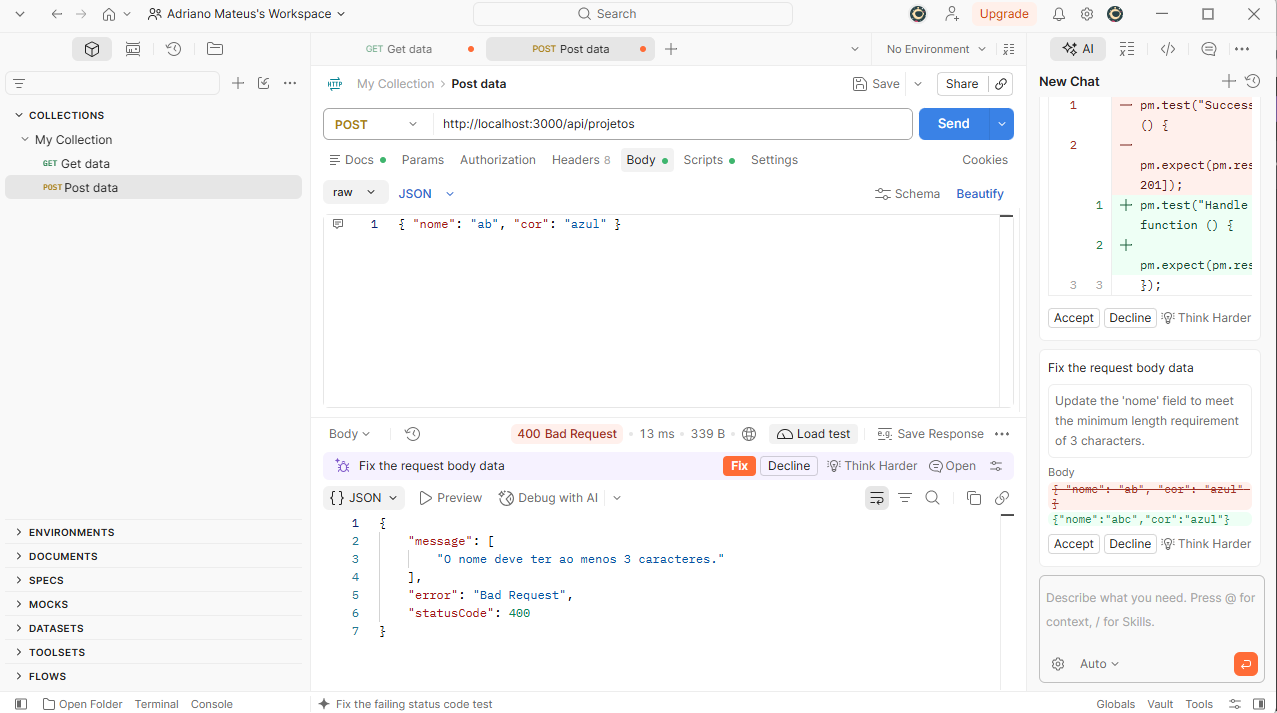 Adriano Mateus's Workspace
Search
Upgrade
GET Get data
POST Post data
No Environment
AI
COLLECTIONS
My Collection
GET Get data
POST Post data
ENVIRONMENTS
DOCUMENTS
SPECS
MOCKS
DATASETS
TOOLSETS
FLOWS
HTTP
My Collection > Post data
Save
Share
POST
http://localhost:3000/api/projetos
Send
Docs
Params
Authorization
Headers 8
Body
Scripts
Settings
Cookies
raw
JSON
Schema
Beautify
1 { "nome": "ab", "cor": "azul" }
Body
400 Bad Request
13 ms
339 B
Load test
e.g. Save Response
Fix the request body data
Fix
Decline
Think Harder
Open
{} JSON
Preview
Debug with AI
1 {
2 "message": [
3 "O nome deve ter ao menos 3 caracteres."
4 ],
5 "error": "Bad Request",
6 "statusCode": 400
7 }
New Chat
1 — pm.test("Success
() {
2 —
pm.expect(pm.res
201]);
1 + pm.test("Handle
function () {
2 +
pm.expect(pm.res
3 3 });
Accept
Decline
Think Harder
Fix the request body data
Update the 'nome' field to meet
the minimum length requirement
of 3 characters.
Body
{ "nome": "ab", "cor": "azul"
}
{"nome":"abc","cor":"azul"}
Accept
Decline
Think Harder
Describe what you need. Press @ for
context, / for Skills.
Auto
Open Folder
Terminal
Console
Fix the failing status code test
Globals
Vault
Tools